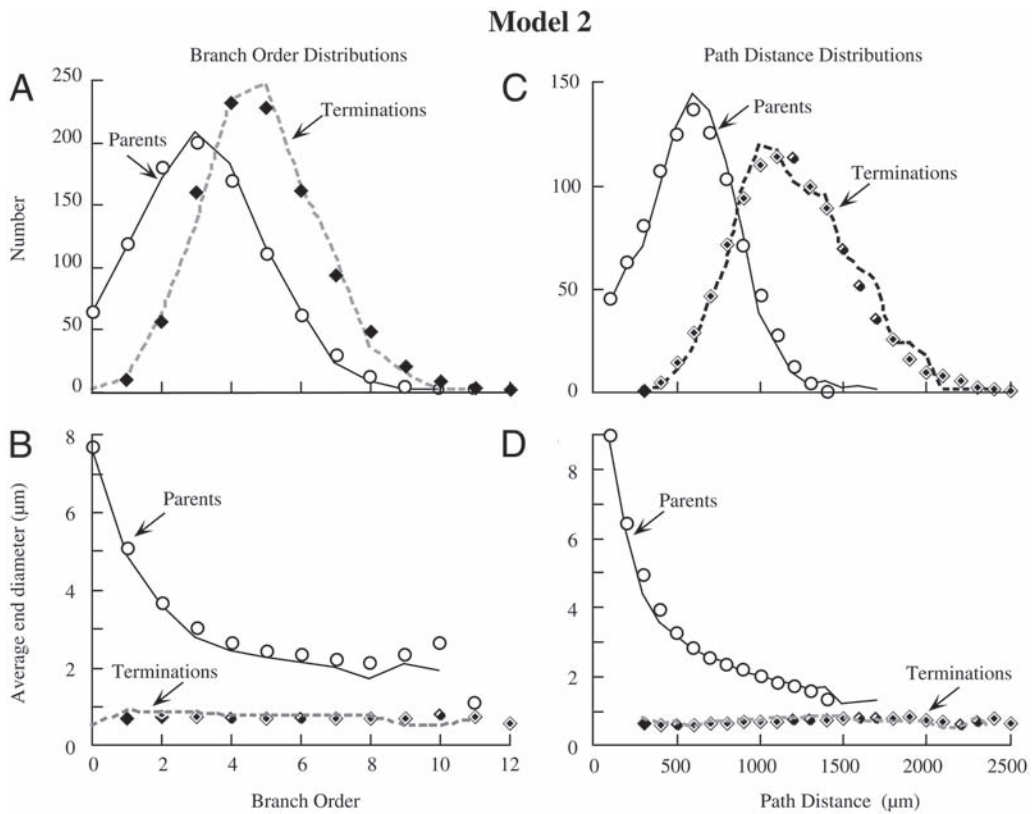 Model 2
Branch Order Distributions
Path Distance Distributions
A
250
200
150
100
50
0
Number
Parents
Terminations
C
150
100
50
0
Parents
Terminations
B
8
6
4
2
0
Average end diameter (µm)
Parents
Terminations
0 2 4 6 8 10 12
Branch Order
D
8
6
4
2
0
Parents
Terminations
0 500 1000 1500 2000 2500
Path Distance (µm)